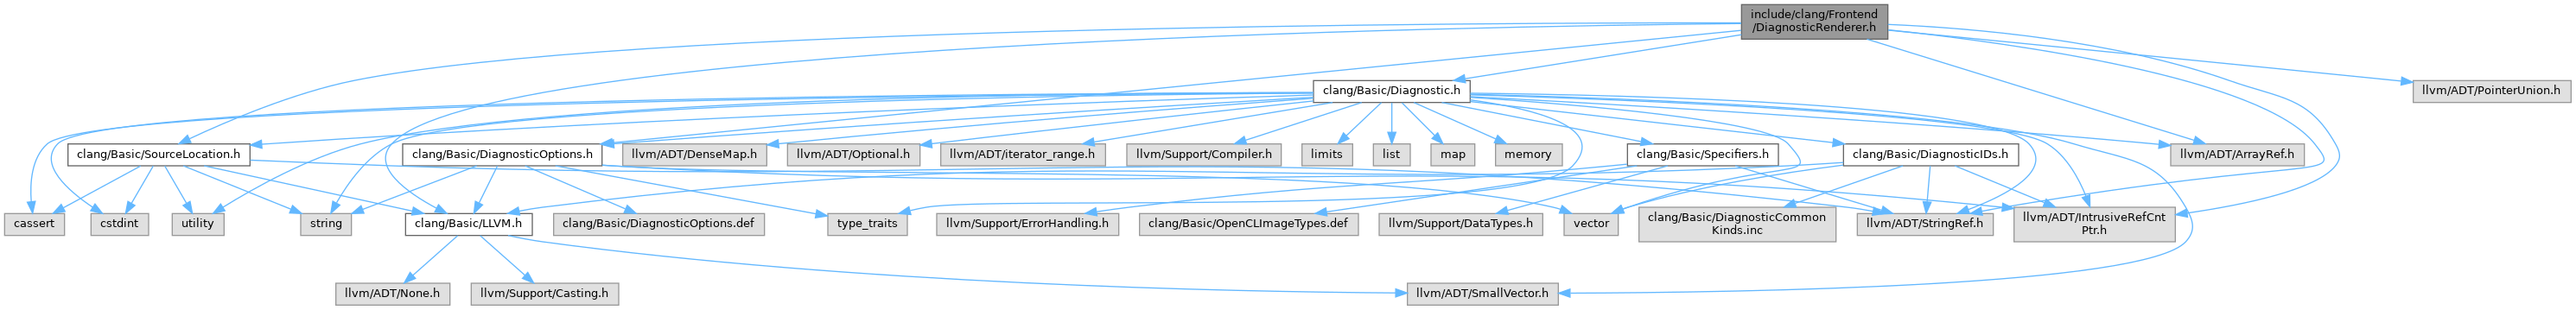 include/clang/Frontend
/DiagnosticRenderer.h
clang/Basic/Diagnostic.h
llvm/ADT/PointerUnion.h
clang/Basic/SourceLocation.h
clang/Basic/DiagnosticOptions.h
llvm/ADT/DenseMap.h
llvm/ADT/Optional.h
llvm/ADT/iterator_range.h
llvm/Support/Compiler.h
limits
list
map
memory
clang/Basic/Specifiers.h
clang/Basic/DiagnosticIDs.h
llvm/ADT/ArrayRef.h
cassert
cstdint
utility
string
clang/Basic/LLVM.h
clang/Basic/DiagnosticOptions.def
type_traits
llvm/Support/ErrorHandling.h
clang/Basic/OpenCLImageTypes.def
llvm/Support/DataTypes.h
vector
clang/Basic/DiagnosticCommon
Kinds.inc
llvm/ADT/StringRef.h
llvm/ADT/IntrusiveRefCnt
Ptr.h
llvm/ADT/None.h
llvm/Support/Casting.h
llvm/ADT/SmallVector.h